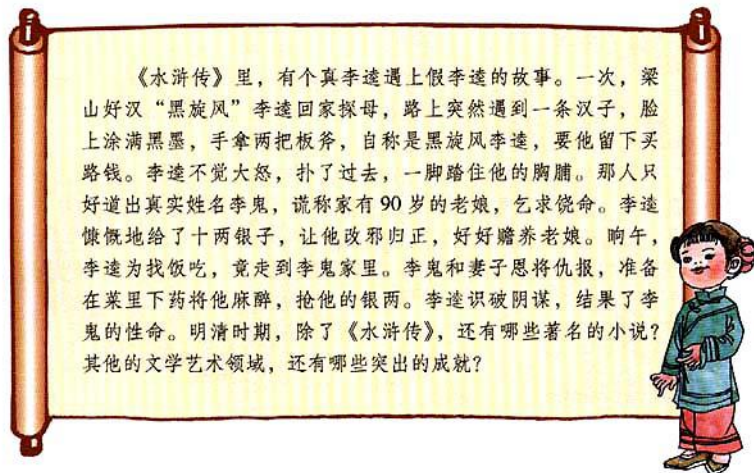 《水浒传》里，有个真李逵遇上假李逵的故事。一次，梁
山好汉“黑旋风”李逵回家探母，路上突然遇到一条汉子，脸
上涂满黑墨，手拿两把板斧，自称是黑旋风李逵，要他留下买
路钱。李逵不觉大怒，扑了过去，一脚踏住他的胸脯。那人只
好道出真实姓名李鬼，谎称家有90岁的老娘，乞求饶命。李逵
慷慨地给了十两银子，让他改邪归正，好好赡养老娘。晌午，
李逵为找饭吃，竟走到李鬼家里。李鬼和妻子恩将仇报，准备
在菜里下药将他麻醉，抢他的银两。李逵识破阴谋，结果了李
鬼的性命。明清时期，除了《水浒传》，还有哪些著名的小说？
其他的文学艺术领域，还有哪些突出的成就？